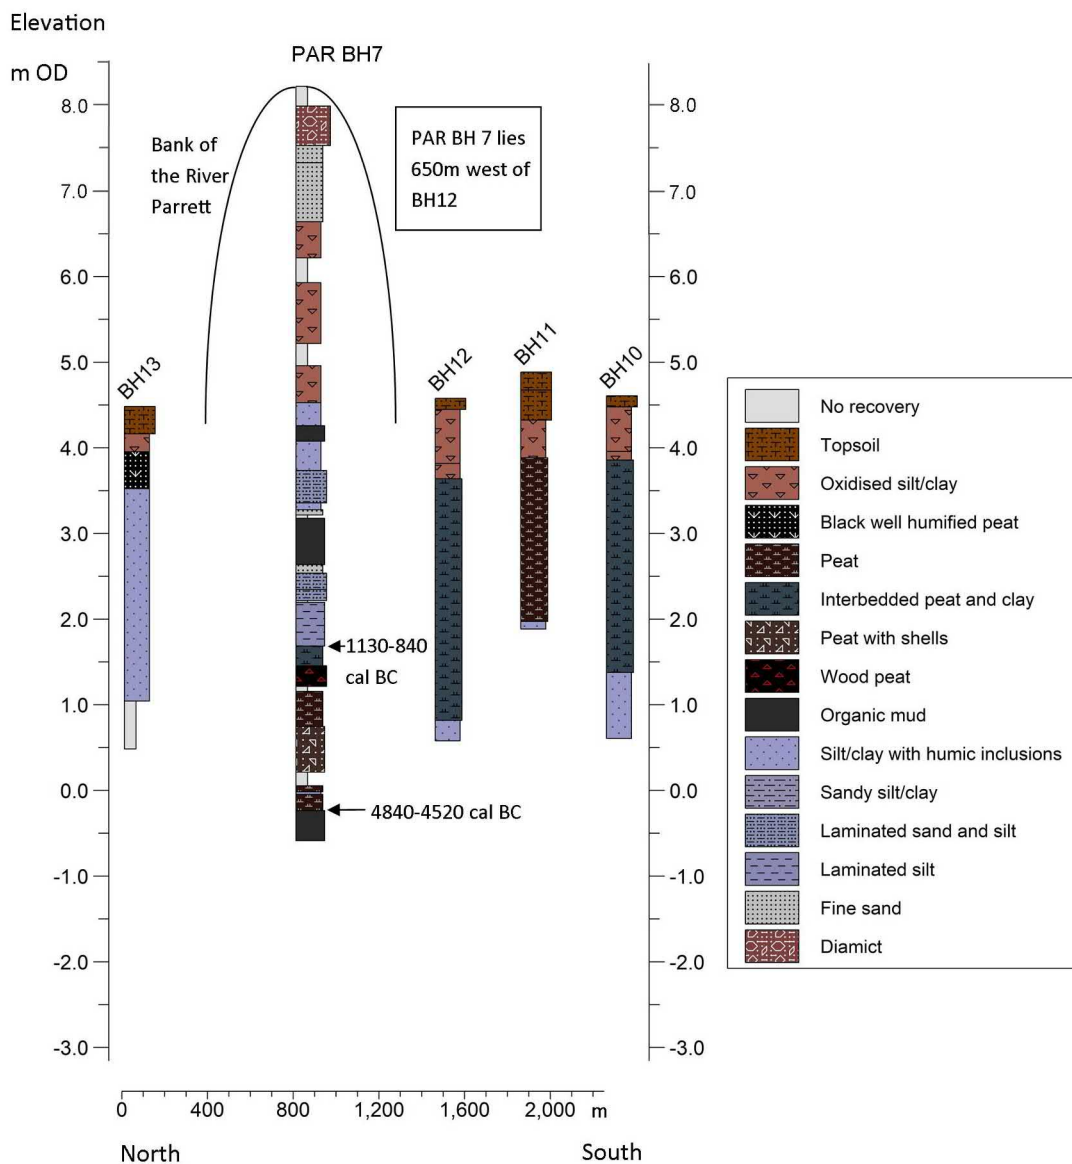 Elevation
m OD
PAR BH7
Bank of
the River
Parrett
PAR BH 7 lies
650m west of
BH12
8.0
7.0
6.0
5.0
4.0
3.0
2.0
1.0
0.0
-1.0
-2.0
-3.0
BH13
BH12
BH11
BH10
1130-840
cal BC
4840-4520 cal BC
8.0
7.0
6.0
5.0
4.0
3.0
2.0
1.0
0.0
-1.0
-2.0
-3.0
No recovery
Topsoil
Oxidised silt/clay
Black well humified peat
Peat
Interbedded peat and clay
Peat with shells
Wood peat
Organic mud
Silt/clay with humic inclusions
Sandy silt/clay
Laminated sand and silt
Laminated silt
Fine sand
Diamict
0 400 800 1,200 1,600 2,000 m
North South